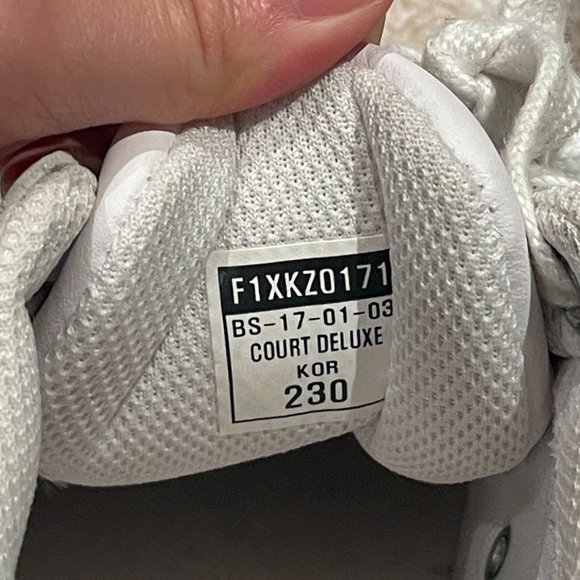 F1XKZ0171
BS-17-01-03
COURT DELUXE
KOR
230